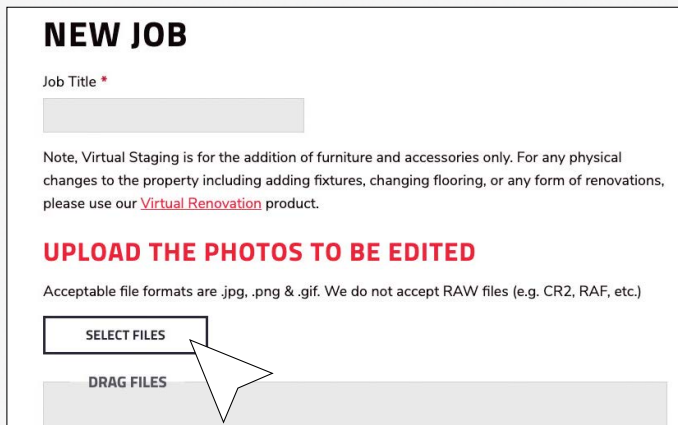 NEW JOB
Job Title *
Note, Virtual Staging is for the addition of furniture and accessories only. For any physical
changes to the property including adding fixtures, changing flooring, or any form of renovations,
please use our Virtual Renovation product.
UPLOAD THE PHOTOS TO BE EDITED
Acceptable file formats are .jpg, .png & .gif. We do not accept RAW files (e.g. CR2, RAF, etc.)
SELECT FILES
DRAG FILES